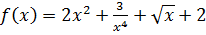 f(x) = 2x² + 3/x⁴ + √x + 2